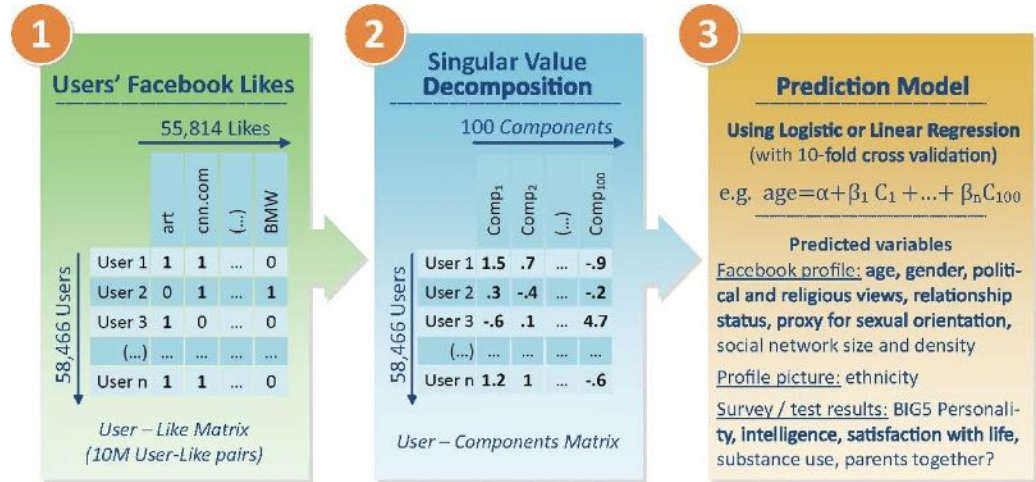 1
Users' Facebook Likes
55,814 Likes
art cnn.com (...) BMW
58,466 Users
User 1 1 1 ... 0
User 2 0 1 ... 1
User 3 1 0 ... 0
(...) ... ... ... ...
User n 1 1 ... 0
User – Like Matrix
(10M User-Like pairs)
2
Singular Value
Decomposition
100 Components
Comp1 Comp2 (...) Comp100
58,466 Users
User 1 1.5 .7 ... -.9
User 2 .3 -.4 ... -.2
User 3 -.6 .1 ... 4.7
(...) ... ... ... ...
User n 1.2 1 ... -.6
User – Components Matrix
3
Prediction Model
Using Logistic or Linear Regression
(with 10-fold cross validation)
e.g. age=α+β1 C1 +...+ βnC100
Predicted variables
Facebook profile: age, gender, polit-
ical and religious views, relationship
status, proxy for sexual orientation,
social network size and density
Profile picture: ethnicity
Survey / test results: BIG5 Personali-
ty, intelligence, satisfaction with life,
substance use, parents together?